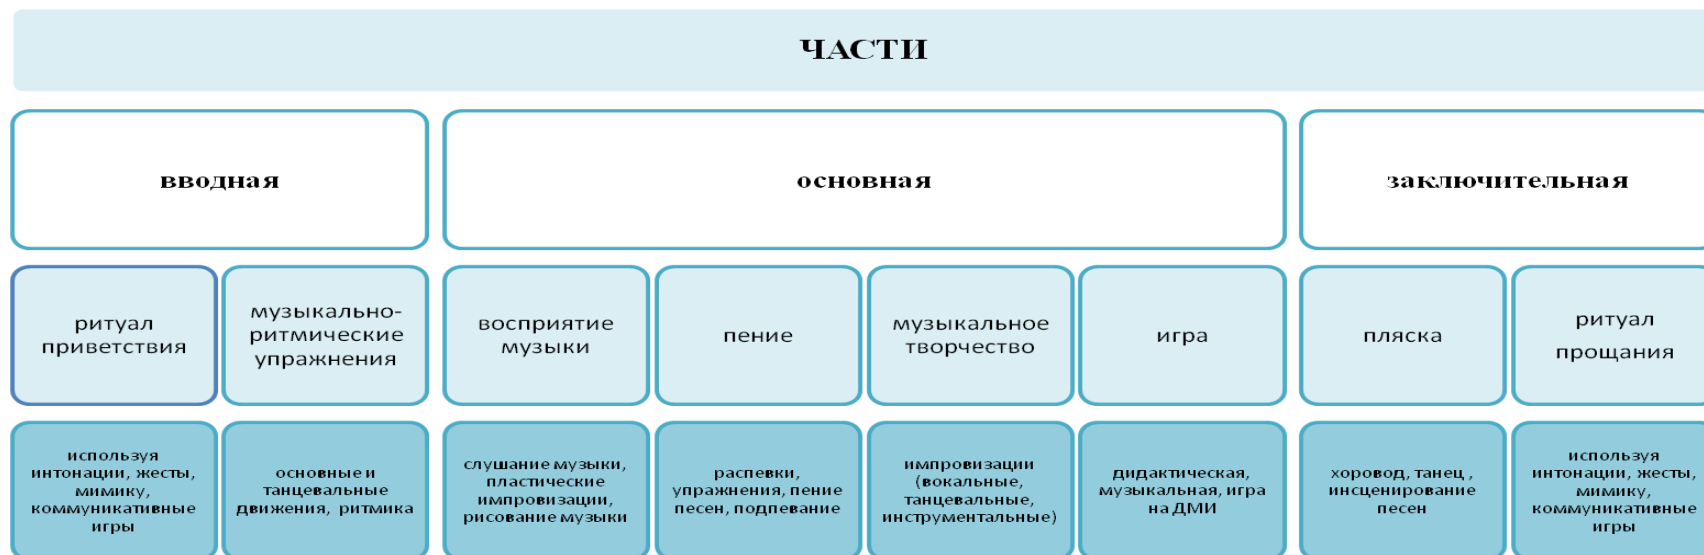 ЧАСТИ
вводная
основная
заключительная
ритуал
приветствия
музыкально-
ритмические
упражнения
восприятие
музыки
пение
музыкальное
творчество
игра
пляска
ритуал
прощания
используя
интонации, жесты,
мимику,
коммуникативные
игры
основные и
танцевальные
движения, ритмика
слушание музыки,
пластические
импровизации,
рисование музыки
распевки,
упражнения, пение
песен, подпевание
импровизации
(вокальные,
танцевальные,
инструментальные)
дидактическая,
музыкальная, игра
на ДМИ
хоровод, танец ,
инсценирование
песен
используя
интонации, жесты,
мимику,
коммуникативные
игры